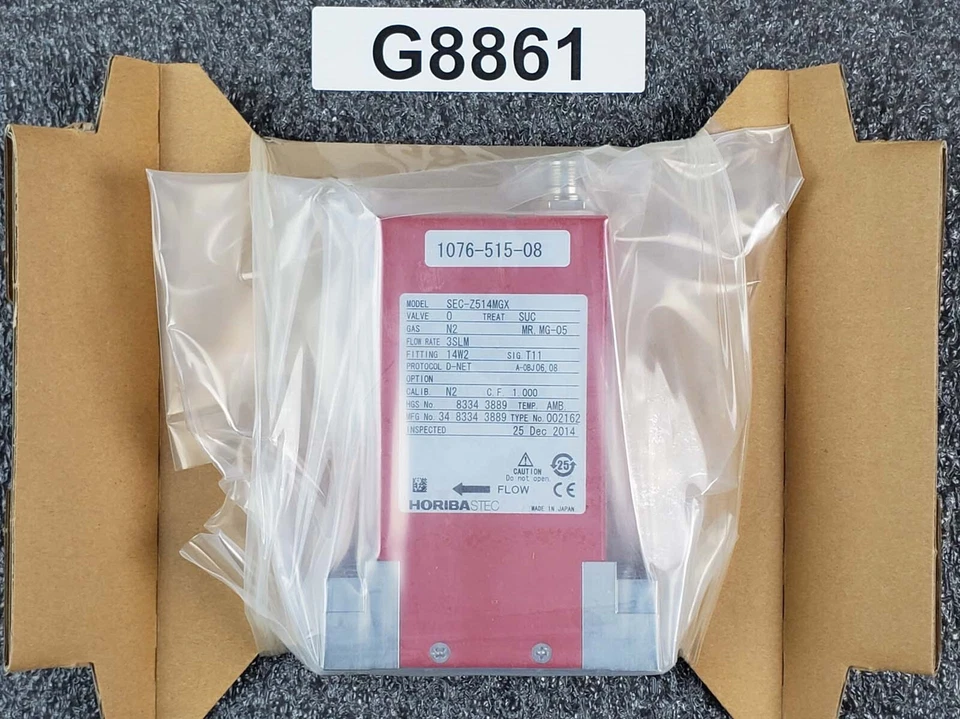 G8861
1076-515-08
MODEL SEC-Z514MGX
VALVE O TREAT SUC
GAS N2 MR.MG-05
FLOW RATE 3SLM
FITTING 14W2 SIG T11
PROTOCOL D-NET A-08J06,08
OPTION
CALIB. N2 C.F 1.000
HGS No 8334 3889 TEMP. AMB.
MFG No. 34 8334 3889 TYPE No. 002162
INSPECTED 25 Dec 2014
25
CAUTION
Do not open.
FLOW CE
HORIBASTEC MADE IN JAPAN